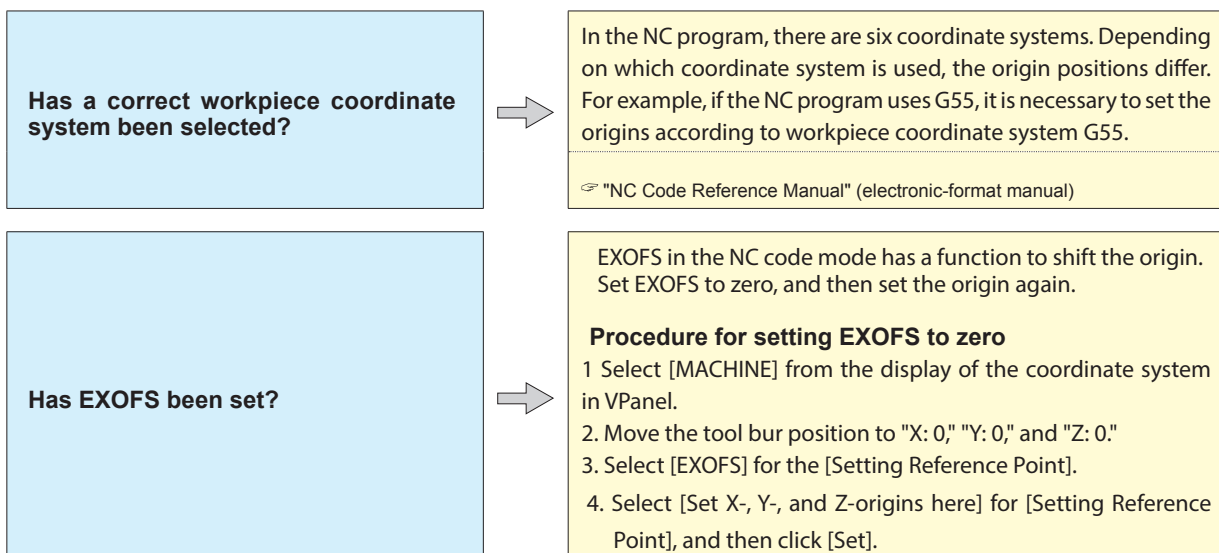 Has a correct workpiece coordinate
system been selected?
In the NC program, there are six coordinate systems. Depending
on which coordinate system is used, the origin positions differ.
For example, if the NC program uses G55, it is necessary to set the
origins according to workpiece coordinate system G55.
☞ "NC Code Reference Manual" (electronic-format manual)
Has EXOFS been set?
EXOFS in the NC code mode has a function to shift the origin.
Set EXOFS to zero, and then set the origin again.
Procedure for setting EXOFS to zero
1 Select [MACHINE] from the display of the coordinate system
in VPanel.
2. Move the tool bur position to "X: 0," "Y: 0," and "Z: 0."
3. Select [EXOFS] for the [Setting Reference Point].
4. Select [Set X-, Y-, and Z-origins here] for [Setting Reference
Point], and then click [Set].